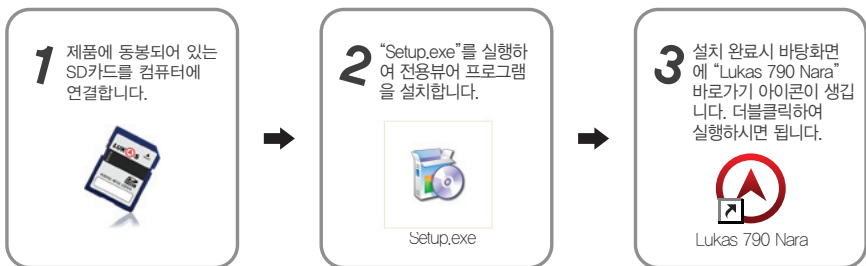 1 제품에 동봉되어 있는
SD카드를 컴퓨터에
연결합니다.
LUKAS
2 "Setup.exe"를 실행하
여 전용뷰어 프로그램
을 설치합니다.
Setup.exe
3 설치 완료시 바탕화면
에 "Lukas 790 Nara"
바로가기 아이콘이 생깁
니다. 더블클릭하여
실행하시면 됩니다.
Lukas 790 Nara